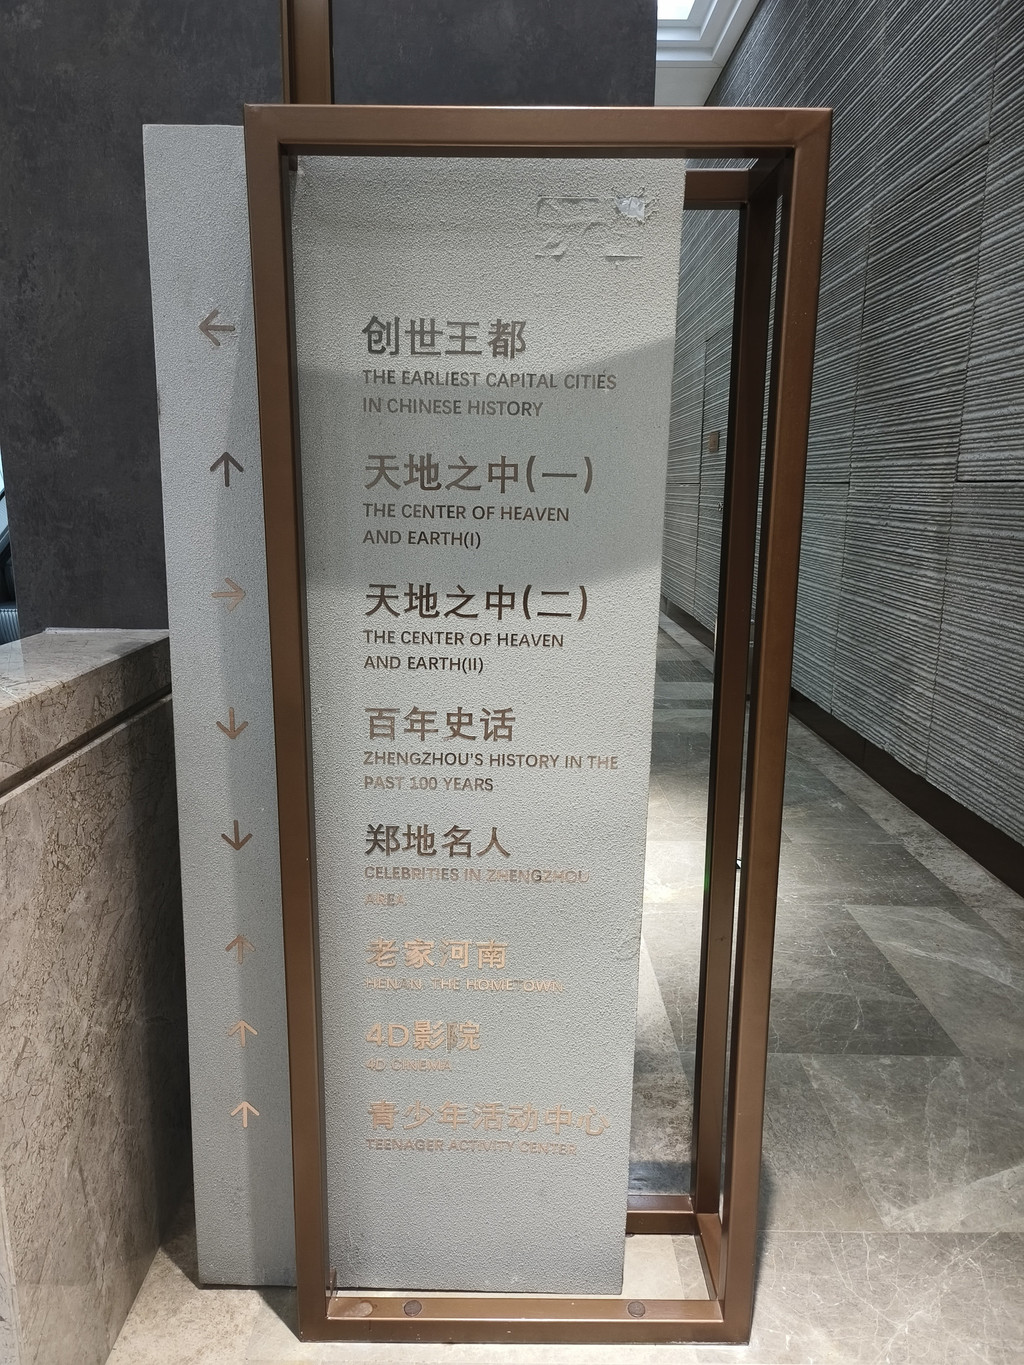 创世王都
THE EARLIEST CAPITAL CITIES
IN CHINESE HISTORY
天地之中(一)
THE CENTER OF HEAVEN
AND EARTH(I)
天地之中(二)
THE CENTER OF HEAVEN
AND EARTH(II)
百年史话
ZHENGZHOU'S HISTORY IN THE
PAST 100 YEARS
郑地名人
CELEBRITIES IN ZHENGZHOU
AREA
老家河南
HENAN, THE HOMETOWN
4D影院
4D CINEMA
青少年活动中心
TEENAGER ACTIVITY CENTER